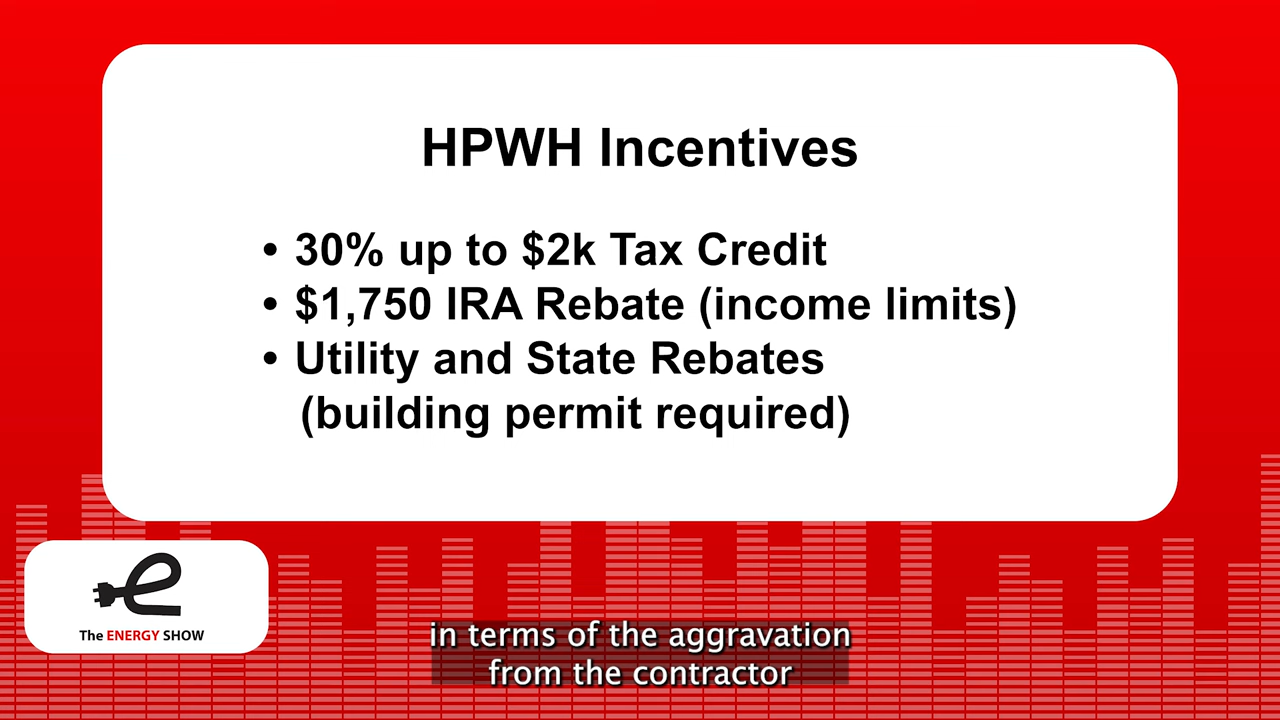 HPWH Incentives
• 30% up to $2k Tax Credit
• $1,750 IRA Rebate (income limits)
• Utility and State Rebates
(building permit required)
The ENERGY SHOW
in terms of the aggravation
from the contractor